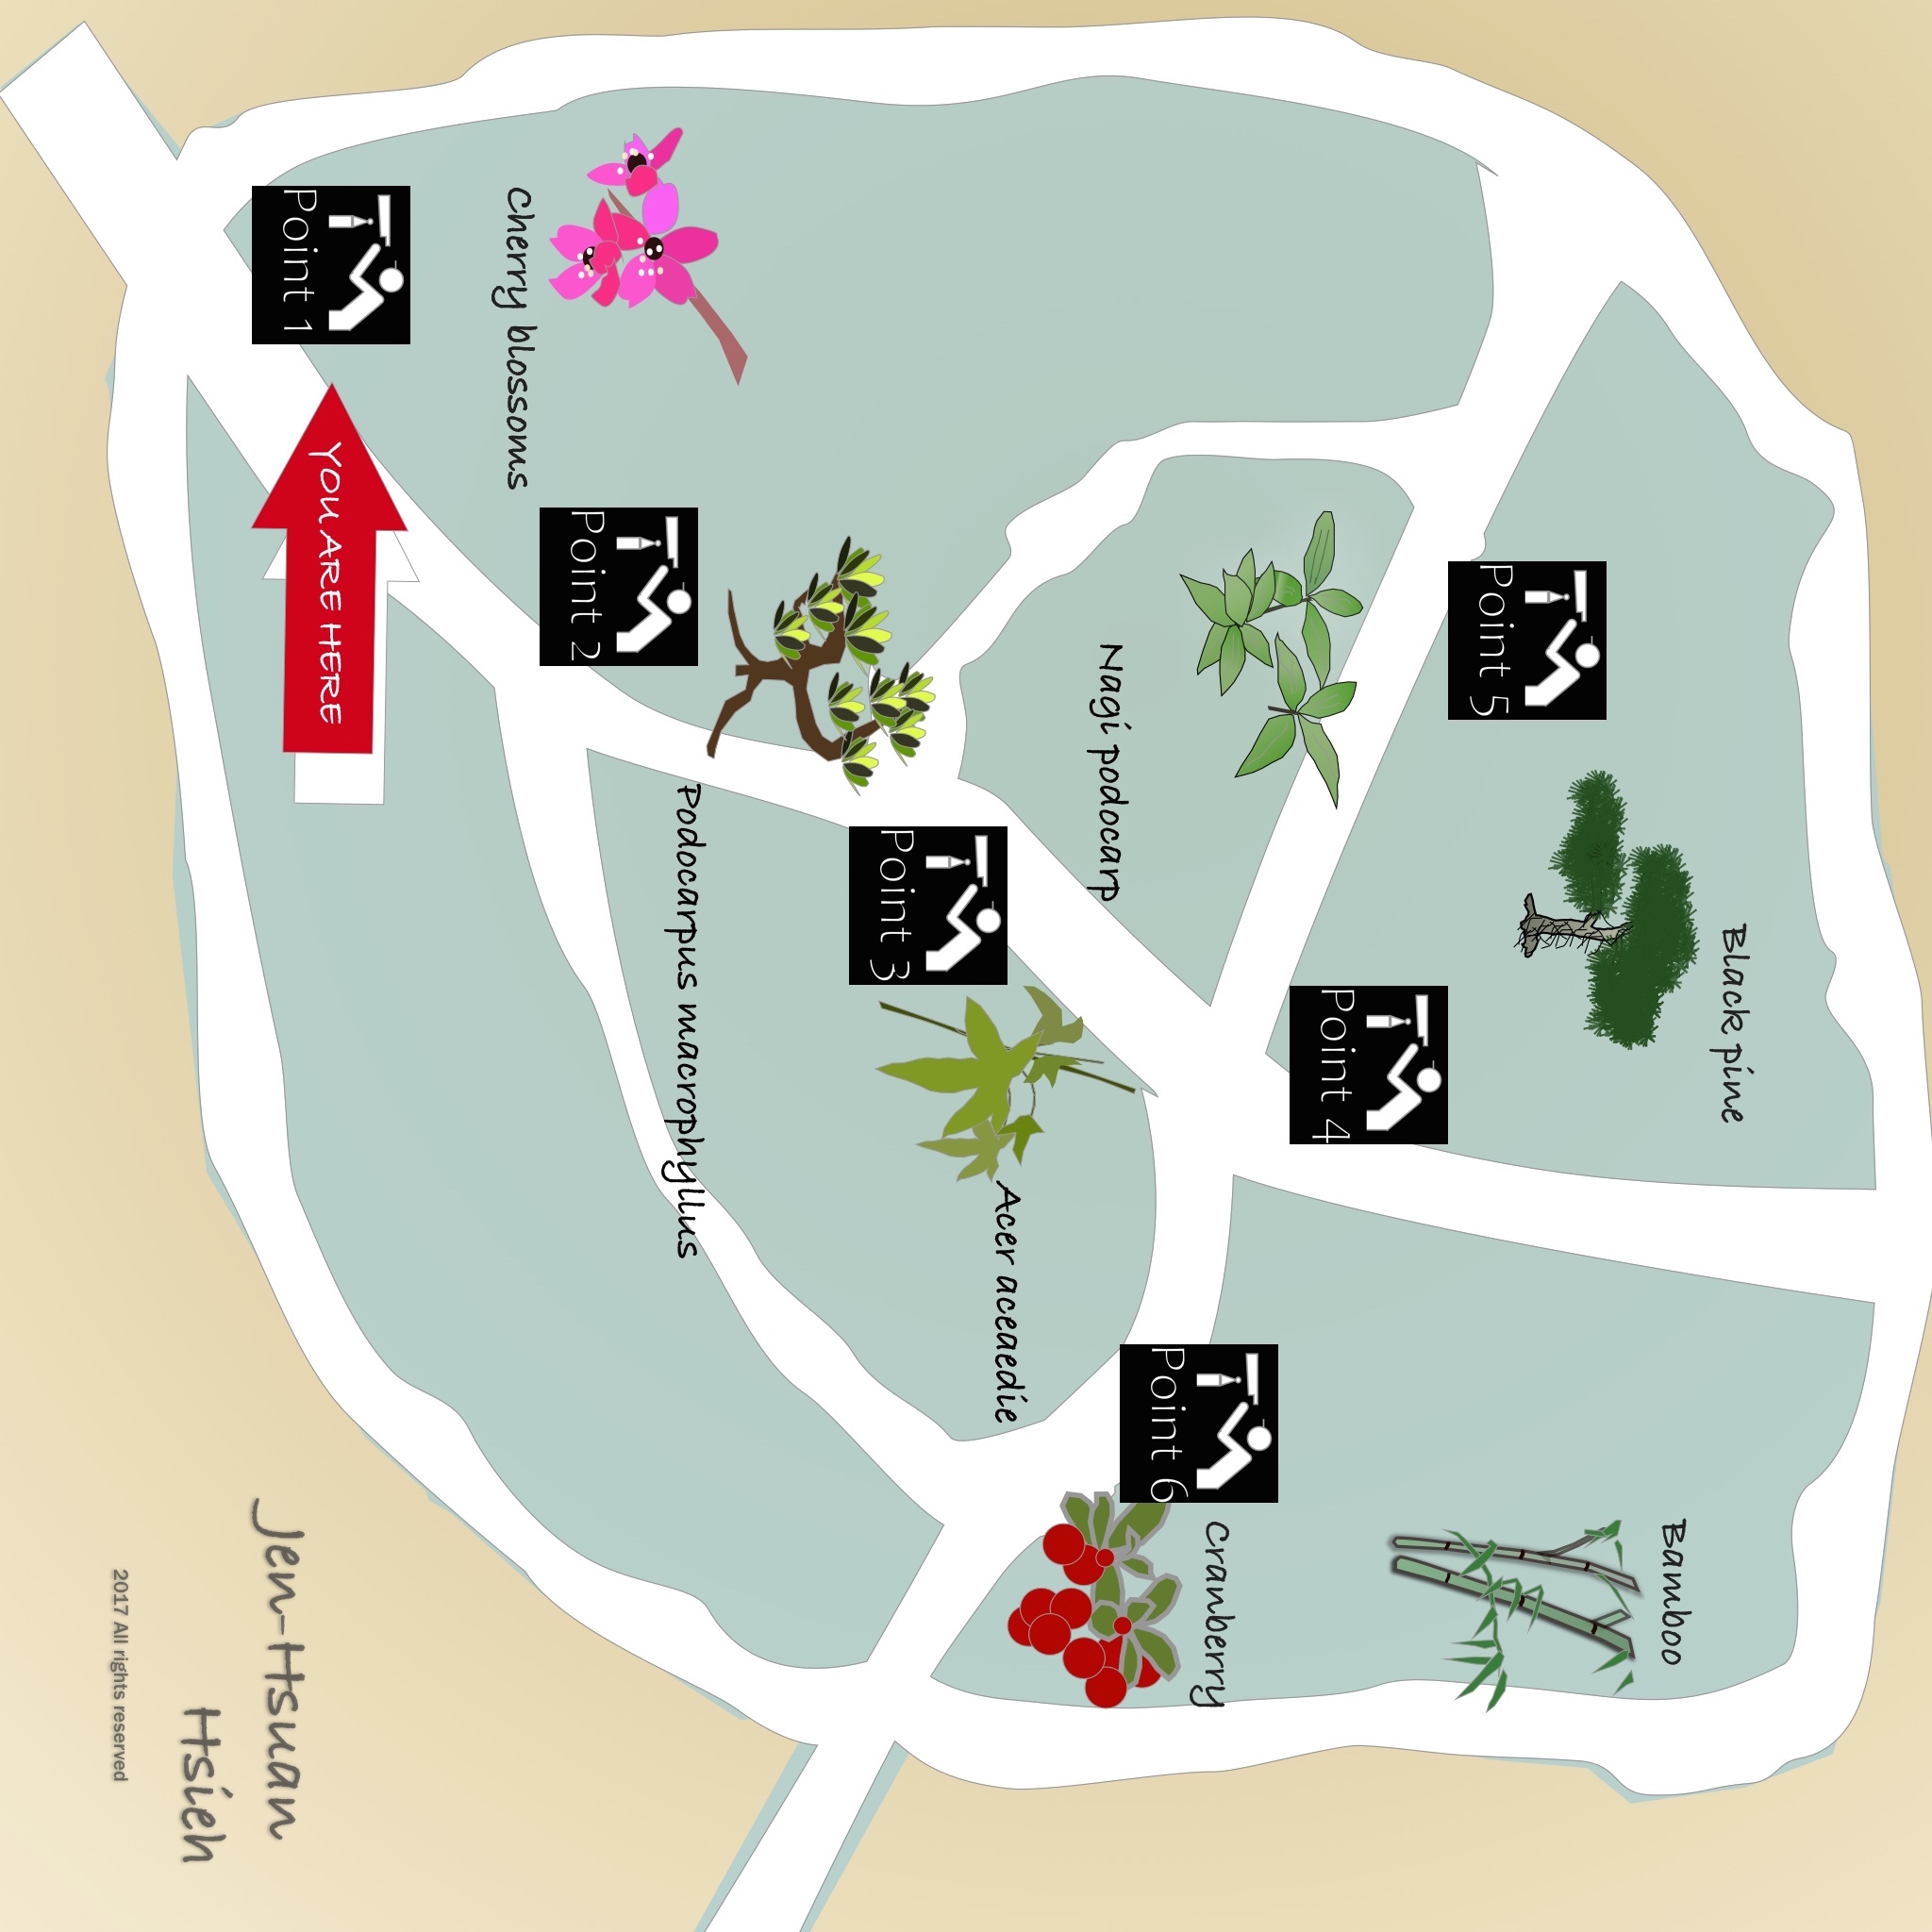 Black pine
Bamboo
Point 5
Point 4
Cranberry
Point 6
Nagi podocarp
Acer aceaedie
Point 3
Podocarpus macrophyllus
Point 2
Cherry blossoms
YOU ARE HERE
Point 1
Jen-Hsuan
Hsieh
2017 All rights reserved